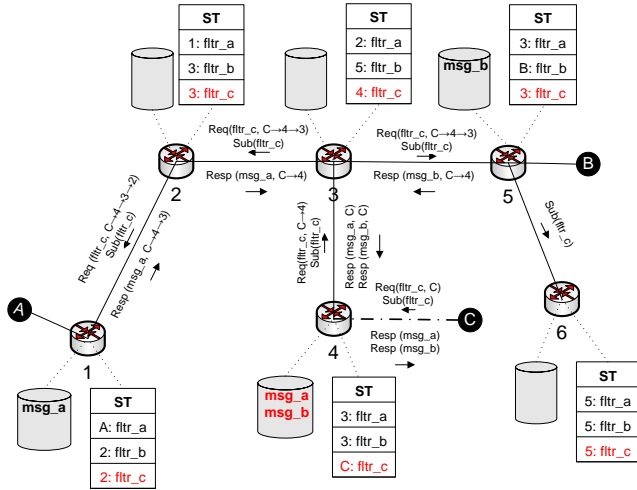 ST
1: fltr_a
3: fltr_b
3: fltr_c
ST
2: fltr_a
5: fltr_b
4: fltr_c
msg_b
ST
3: fltr_a
B: fltr_b
3: fltr_c
Req(fltr_c, C→4→3)
Sub(fltr_c)
Resp (msg_a, C→4)
Req(fltr_c, C→4→3)
Sub(fltr_c)
Resp (msg_b, C→4)
2
3
5
B
Req (fltr_c, C→4→3→2)
Sub(fltr_c)
Resp (msg_a, C→4→3)
Req(fltr_c, C→4)
Sub(fltr_c)
Resp (msg_a, C)
Resp (msg_b, C)
Sub(fltr_c)
Req(fltr_c, C)
Sub(fltr_c)
A
C
1
4
6
Resp (msg_a)
Resp (msg_b)
msg_a
ST
A: fltr_a
2: fltr_b
2: fltr_c
msg_a
msg_b
ST
3: fltr_a
3: fltr_b
C: fltr_c
ST
5: fltr_a
5: fltr_b
5: fltr_c